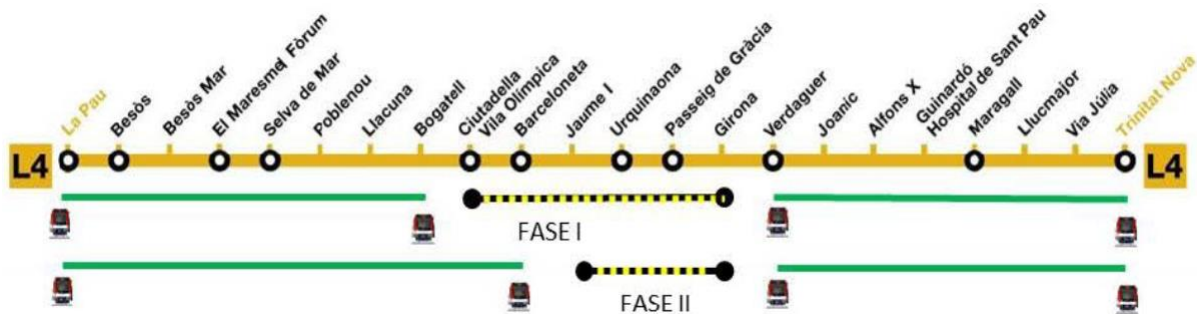 La Pau
Besòs
Besòs Mar
El Maresme| Fòrum
Selva de Mar
Poblenou
Llacuna
Bogatell
Ciutadella
Vila Olímpica
Barceloneta
Jaume I
Urquinaona
Passeig de Gràcia
Girona
Verdaguer
Joanic
Alfons X
Guinardó
Hospital de Sant Pau
Maragall
Llucmajor
Via Júlia
Trinitat Nova
L4
L4
FASE I
FASE II